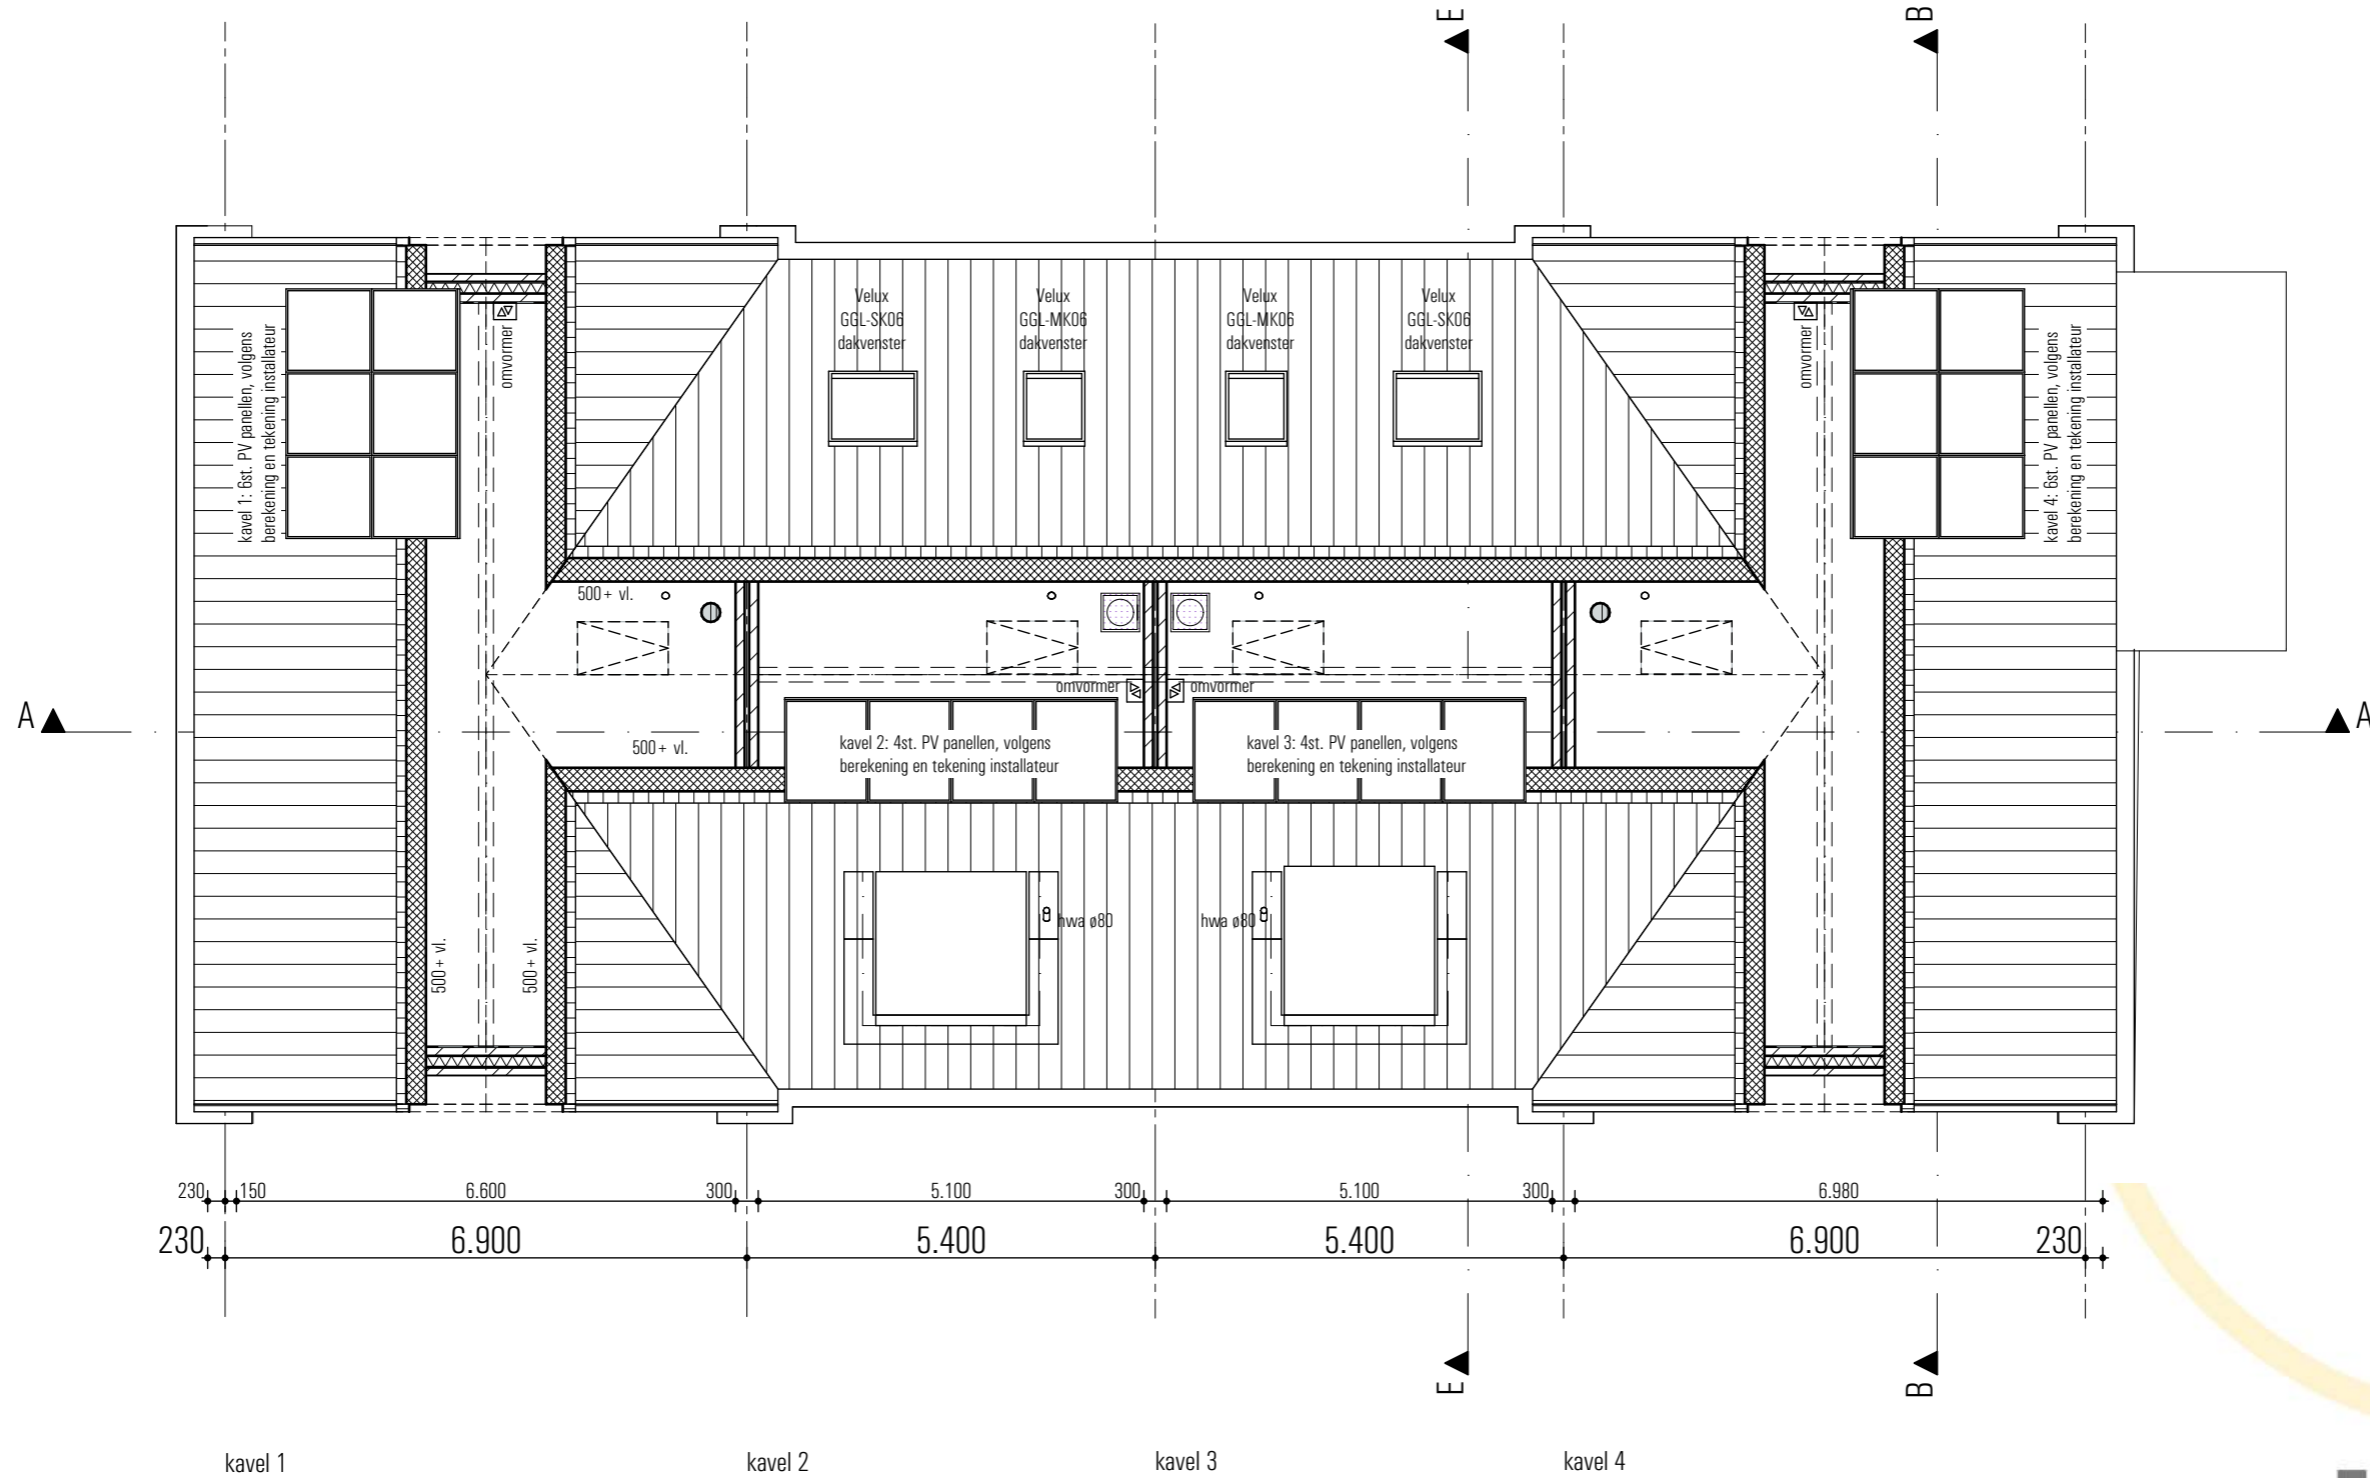 E
B
Velux
GGL-SK06
dakvenster
Velux
GGL-MK06
dakvenster
Velux
GGL-MK06
dakvenster
Velux
GGL-SK06
dakvenster
kavel 1: 6st. PV panellen, volgens
berekening en tekening installateur
omvormer
omvormer
kavel 4: 6st. PV panellen, volgens
berekening en tekening installateur
500+ vl.
omvormer
omvormer
A
A
500+ vl.
kavel 2: 4st. PV panellen, volgens
berekening en tekening installateur
kavel 3: 4st. PV panellen, volgens
berekening en tekening installateur
500+ vl.
500+ vl.
hwa ø80
hwa ø80
230 150 6.600 300 5.100 300 5.100 300 6.980
230 6.900 5.400 5.400 6.900 230
E
B
kavel 1
kavel 2
kavel 3
kavel 4